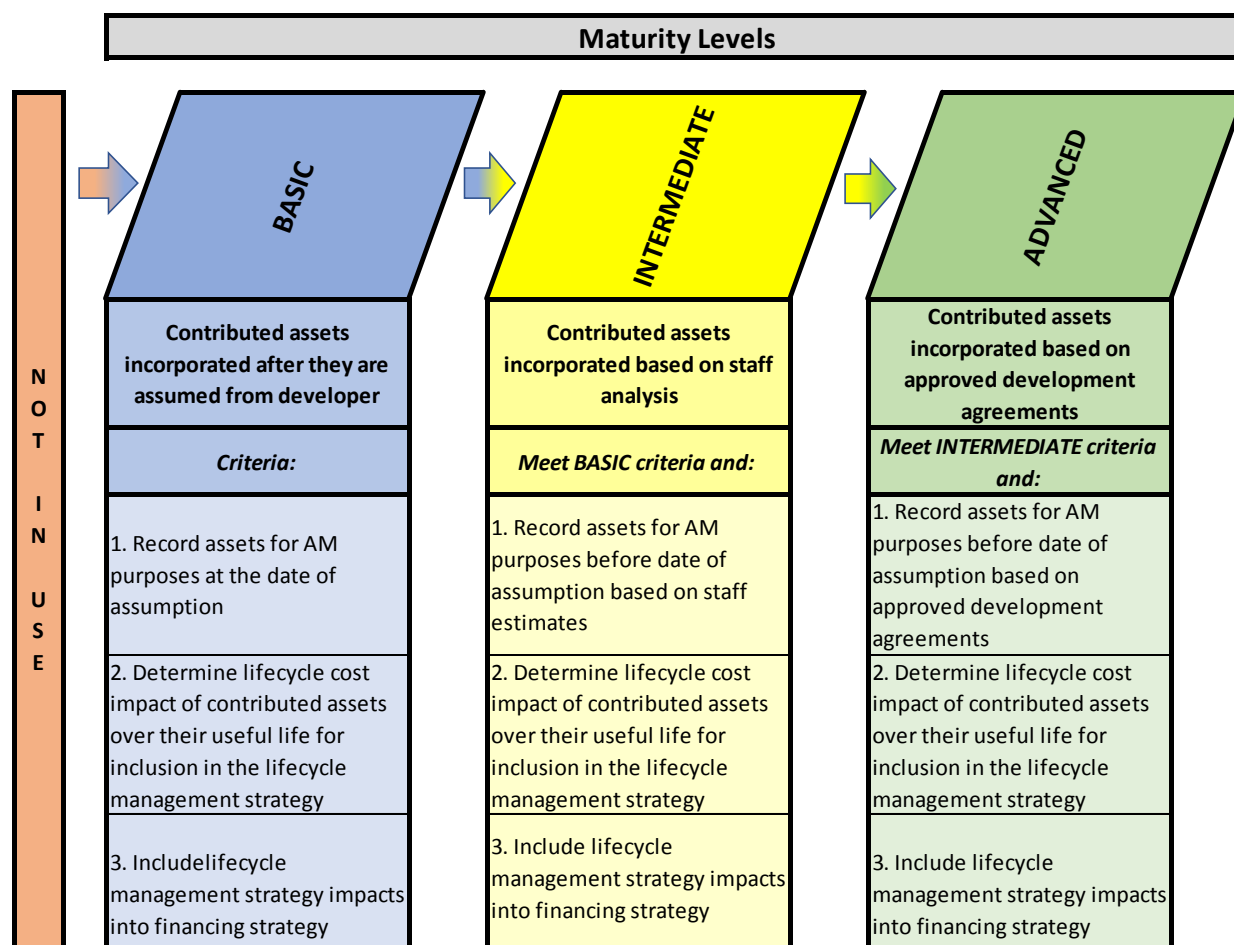 Maturity Levels
NOT IN USE
BASIC
Contributed assets
incorporated after they are
assumed from developer
Criteria:
1. Record assets for AM
purposes at the date of
assumption
2. Determine lifecycle cost
impact of contributed assets
over their useful life for
inclusion in the lifecycle
management strategy
3. Includelifecycle
management strategy impacts
into financing strategy
INTERMEDIATE
Contributed assets
incorporated based on staff
analysis
Meet BASIC criteria and:
1. Record assets for AM
purposes before date of
assumption based on staff
estimates
2. Determine lifecycle cost
impact of contributed assets
over their useful life for
inclusion in the lifecycle
management strategy
3. Include lifecycle
management strategy impacts
into financing strategy
ADVANCED
Contributed assets
incorporated based on
approved development
agreements
Meet INTERMEDIATE criteria
and:
1. Record assets for AM
purposes before date of
assumption based on
approved development
agreements
2. Determine lifecycle cost
impact of contributed assets
over their useful life for
inclusion in the lifecycle
management strategy
3. Include lifecycle
management strategy impacts
into financing strategy